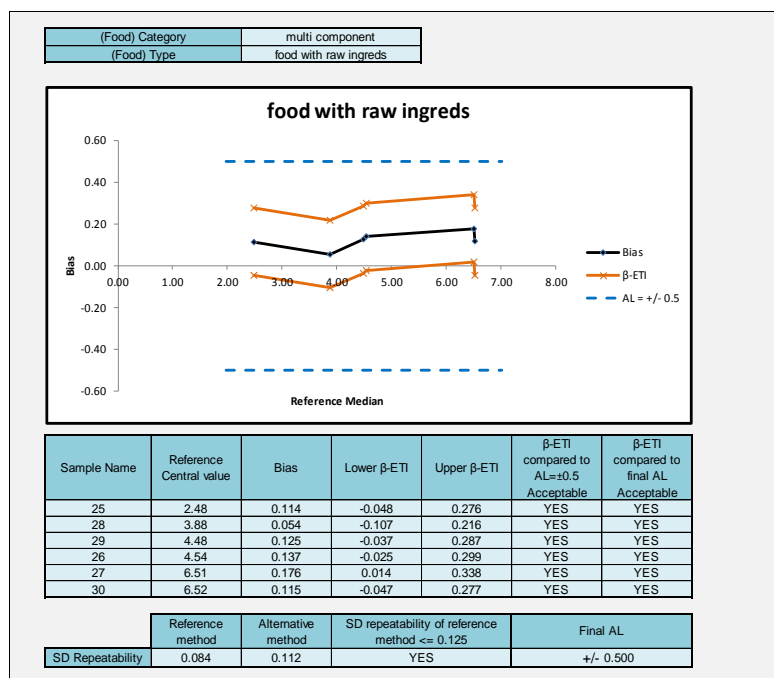 (Food) Category multi component
(Food) Type food with raw ingreds
food with raw ingreds
0.60
0.40
0.20
0.00
0.00 1.00 2.00 3.00 4.00 5.00 6.00 7.00 8.00
-0.20
-0.40
-0.60
Bias
Reference Median
Bias
β-ETI
AL = +/- 0.5
Sample Name Reference Central value Bias Lower β-ETI Upper β-ETI β-ETI compared to AL=±0.5 Acceptable β-ETI compared to final AL Acceptable
25 2.48 0.114 -0.048 0.276 YES YES
28 3.88 0.054 -0.107 0.216 YES YES
29 4.48 0.125 -0.037 0.287 YES YES
26 4.54 0.137 -0.025 0.299 YES YES
27 6.51 0.176 0.014 0.338 YES YES
30 6.52 0.115 -0.047 0.277 YES YES
Reference method Alternative method SD repeatability of reference method <= 0.125 Final AL
SD Repeatability 0.084 0.112 YES +/- 0.500